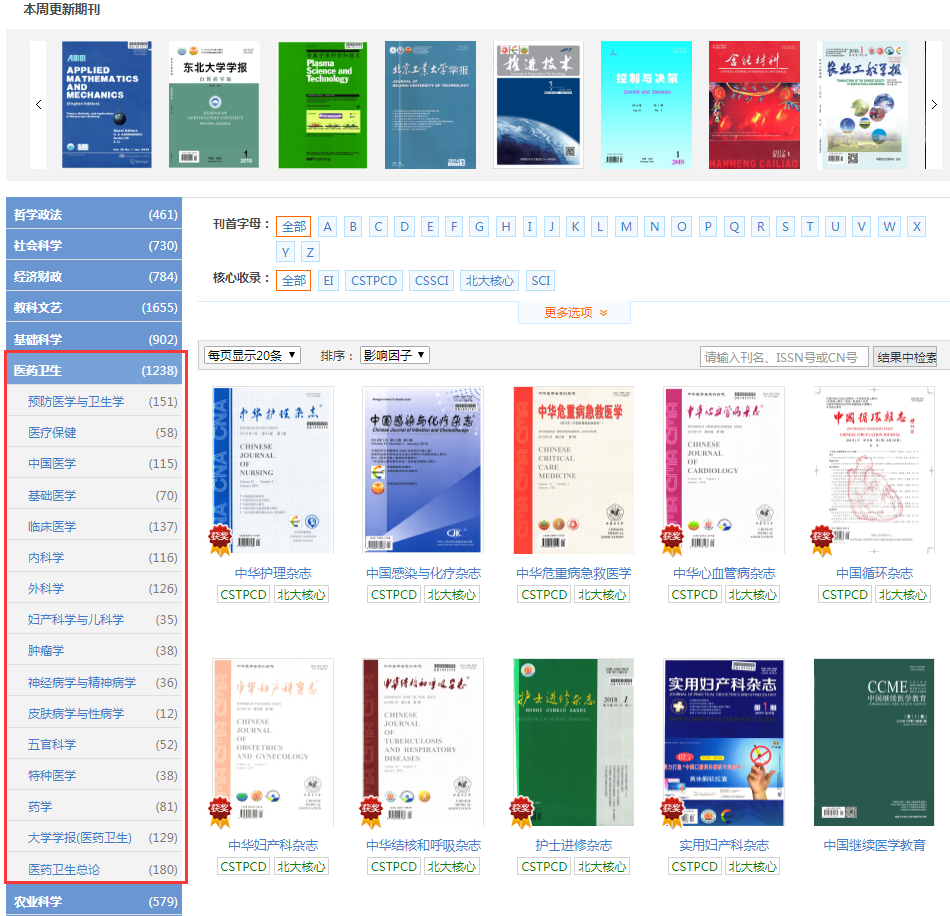 本周更新期刊
APPLIED
MATHEMATICS
AND
MECHANICS
东北大学学报
Plasma
Science and
Technology
北京工业大学学报
推进技术
控制与决策
Control and Decision
含能材料
HANNENG CAILIAO
农业工程学报
哲学政法 (461)
社会科学 (730)
经济财政 (784)
教科文艺 (1655)
基础科学 (902)
医药卫生 (1238)
预防医学与卫生学 (151)
医疗保健 (58)
中国医学 (115)
基础医学 (70)
临床医学 (137)
内科学 (116)
外科学 (126)
妇产科学与儿科学 (35)
肿瘤学 (38)
神经病学与精神病学 (36)
皮肤病学与性病学 (12)
五官科学 (52)
特种医学 (38)
药学 (81)
大学学报(医药卫生) (129)
医药卫生总论 (180)
农业科学 (579)
刊首字母： 全部 A B C D E F G H I J K L M N O P Q R S T U V W X
Y Z
核心收录： 全部 EI CSTPCD CSSCI 北大核心 SCI
更多选项
每页显示20条 排序： 影响因子 请输入刊名、ISSN号或CN号 结果中检索
中华护理杂志
CHINESE
JOURNAL
OF
NURSING
获奖
中华护理杂志
CSTPCD 北大核心
中国感染与化疗杂志
Chinese Journal of Infection and Chemotherapy
中国感染与化疗杂志
CSTPCD 北大核心
中华危重病急救医学
CHINESE
CRITICAL
CARE
MEDICINE
中华危重病急救医学
CSTPCD 北大核心
中华心血管病杂志
CHINESE
JOURNAL
OF
CARDIOLOGY
获奖
中华心血管病杂志
CSTPCD 北大核心
中国循环杂志
CHINESE CIRCULATION JOURNAL
获奖
中国循环杂志
CSTPCD 北大核心
中华妇产科杂志
CHINESE
JOURNAL
OF
OBSTETRICS
AND
GYNECOLOGY
获奖
中华妇产科杂志
CSTPCD 北大核心
中华结核和呼吸杂志
CHINESE
JOURNAL
OF
TUBERCULOSIS
AND RESPIRATORY
DISEASES
获奖
中华结核和呼吸杂志
CSTPCD 北大核心
护士进修杂志
2018 1
获奖
护士进修杂志
CSTPCD 北大核心
实用妇产科杂志
第1期
获奖
实用妇产科杂志
CSTPCD 北大核心
CCME
中国继续医学教育
中国继续医学教育